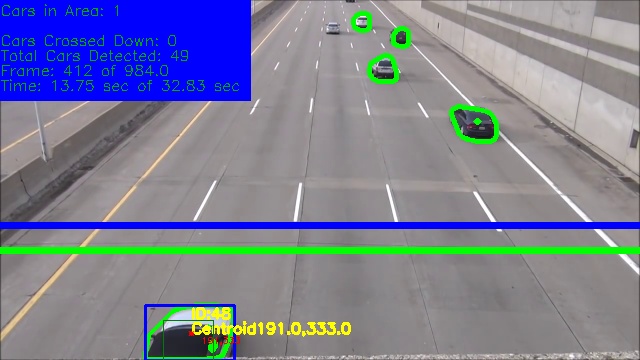 Cars in Area: 1
Cars Crossed Down: 0
Total Cars Detected: 49
Frame: 412 of 984.0
Time: 13.75 sec of 32.83 sec
ID:48
Centroid191.0,333.0